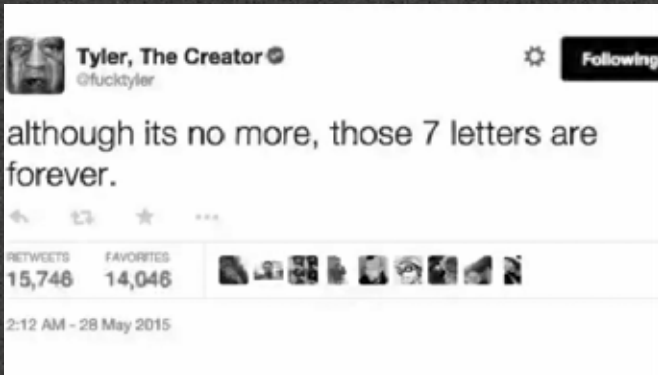 Tyler, The Creator
@fucktyler
Following
although its no more, those 7 letters are
forever.
RETWEETS FAVORITES
15,746 14,046
2:12 AM - 28 May 2015